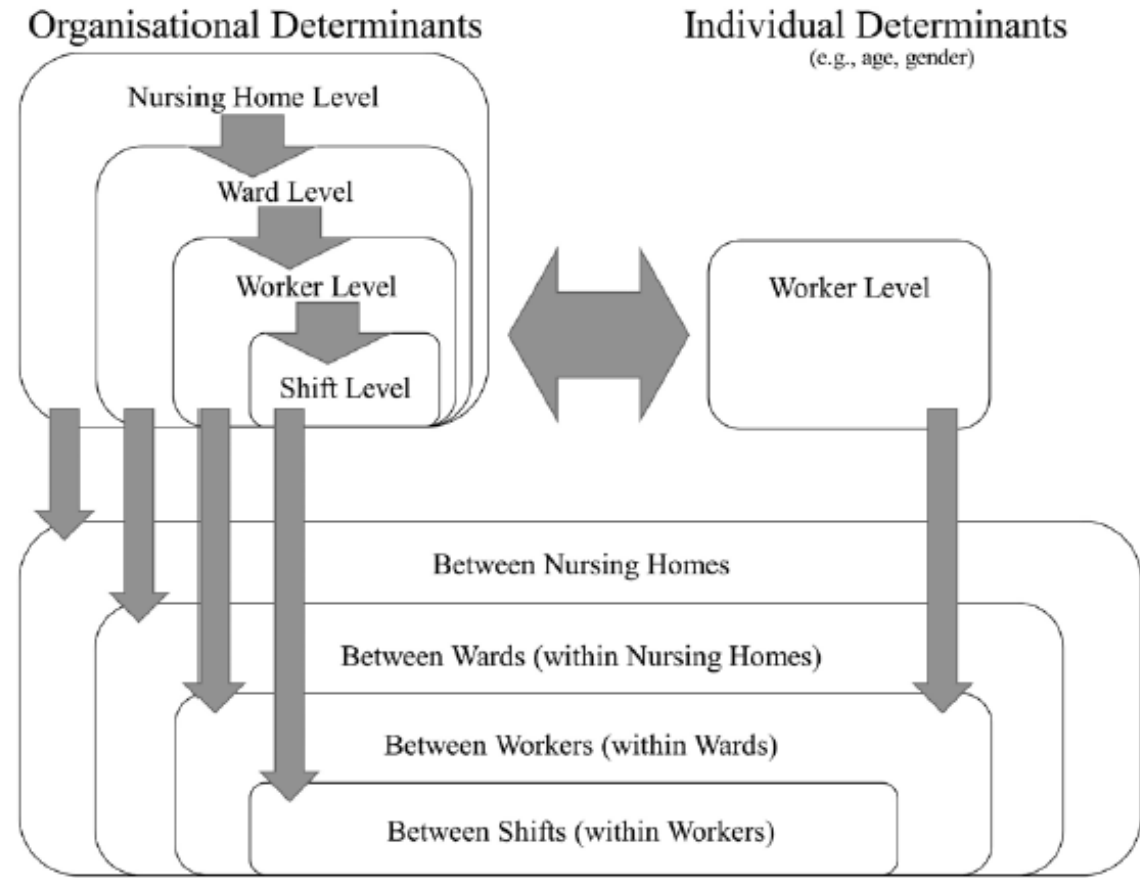 Organisational Determinants
Individual Determinants
(e.g., age, gender)
Nursing Home Level
Ward Level
Worker Level
Shift Level
Worker Level
Between Nursing Homes
Between Wards (within Nursing Homes)
Between Workers (within Wards)
Between Shifts (within Workers)